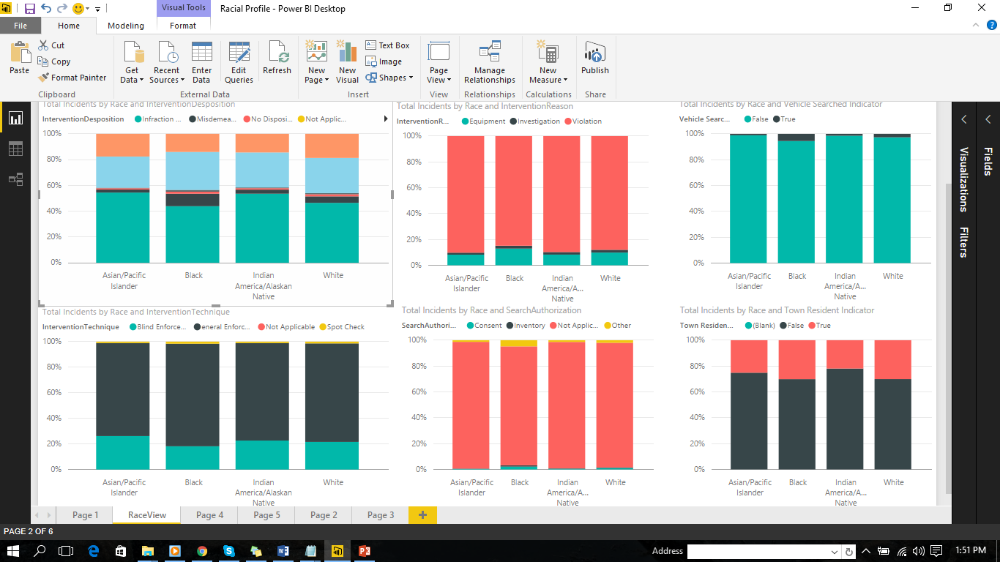 Visual Tools Racial Profile - Power BI Desktop
File Home Modeling Format
Paste Cut Copy Format Painter
Get Data Recent Sources Enter Data Edit Queries Refresh
New Page New Visual Text Box Image Shapes
Page View Manage Relationships New Measure Publish
Clipboard External Data Insert View Relationships Calculations Share
Total Incidents by Race and InterventionDesposition
InterventionDesposition Infraction ... Misdemea... No Disposi... Not Applic...
100%
80%
60%
40%
20%
0%
Asian/Pacific Islander Black Indian America/Alaskan Native White
Total Incidents by Race and InterventionReason
InterventionR... Equipment Investigation Violation
100%
80%
60%
40%
20%
0%
Asian/Pacific Islander Black Indian America/A... Native White
Total Incidents by Race and Vehicle Searched Indicator
Vehicle Searc... False True
100%
80%
60%
40%
20%
0%
Asian/Pacific Islander Black Indian America/A... Native White
Total Incidents by Race and InterventionTechnique
InterventionTechnique Blind Enforce... eneral Enforc... Not Applicable Spot Check
100%
80%
60%
40%
20%
0%
Asian/Pacific Islander Black Indian America/Alaskan Native White
Total Incidents by Race and SearchAuthorization
SearchAuthori... Consent Inventory Not Applic... Other
100%
80%
60%
40%
20%
0%
Asian/Pacific Islander Black Indian America/A... Native White
Total Incidents by Race and Town Resident Indicator
Town Residen... (Blank) False True
100%
80%
60%
40%
20%
0%
Asian/Pacific Islander Black Indian America/A... Native White
Visualizations
Filters
Fields
Page 1 RaceView Page 4 Page 5 Page 2 Page 3
PAGE 2 OF 6
Address 1:51 PM